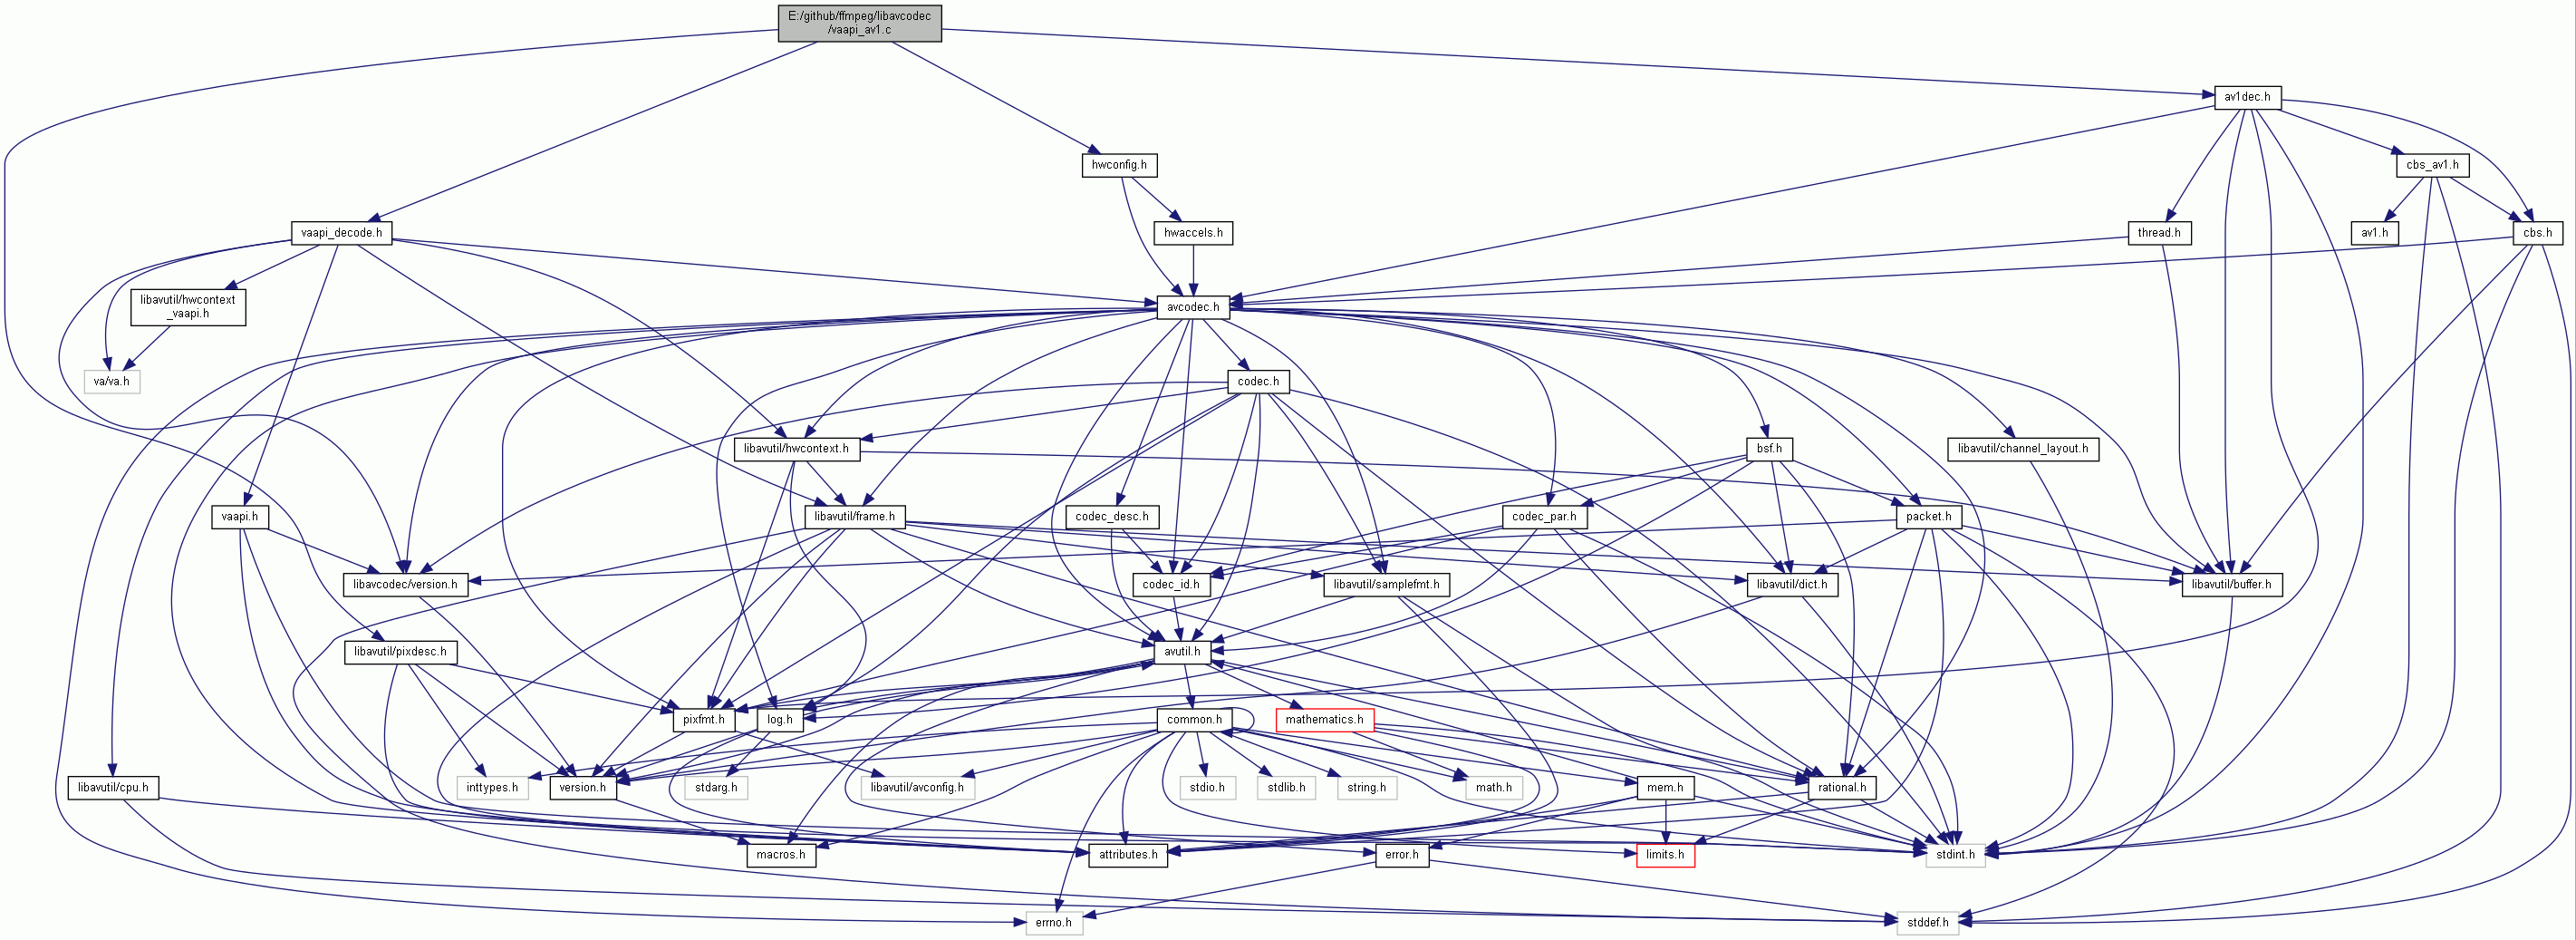 E:/github/ffmpeg/libavcodec
/vaapi_av1.c
av1dec.h
hwconfig.h
cbs_av1.h
vaapi_decode.h
hwaccels.h
thread.h
av1.h
cbs.h
libavutil/hwcontext
_vaapi.h
avcodec.h
va/va.h
codec.h
libavutil/hwcontext.h
bsf.h
libavutil/channel_layout.h
vaapi.h
libavutil/frame.h
codec_desc.h
codec_par.h
packet.h
libavcodec/version.h
codec_id.h
libavutil/samplefmt.h
libavutil/dict.h
libavutil/buffer.h
libavutil/pixdesc.h
avutil.h
pixfmt.h
log.h
common.h
mathematics.h
libavutil/cpu.h
inttypes.h
version.h
stdarg.h
libavutil/avconfig.h
stdio.h
stdlib.h
string.h
math.h
mem.h
rational.h
macros.h
attributes.h
error.h
limits.h
stdint.h
errno.h
stddef.h